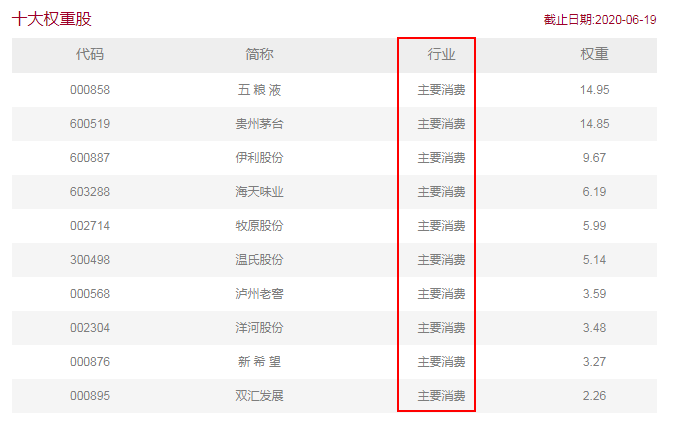 十大权重股 截止日期:2020-06-19
代码 简称 行业 权重
000858 五 粮 液 主要消费 14.95
600519 贵州茅台 主要消费 14.85
600887 伊利股份 主要消费 9.67
603288 海天味业 主要消费 6.19
002714 牧原股份 主要消费 5.99
300498 温氏股份 主要消费 5.14
000568 泸州老窖 主要消费 3.59
002304 洋河股份 主要消费 3.48
000876 新 希 望 主要消费 3.27
000895 双汇发展 主要消费 2.26